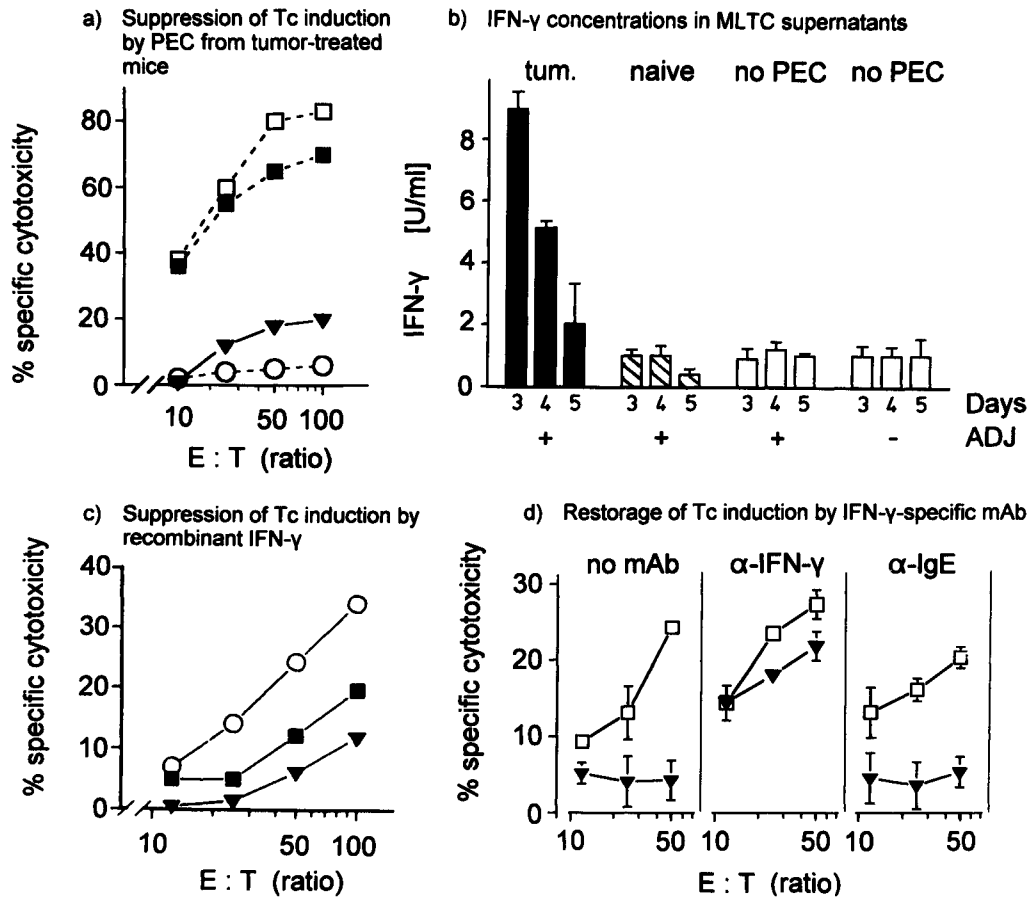 a) Suppression of Tc induction
by PEC from tumor-treated
mice
% specific cytotoxicity
80
60
40
20
0
10 50 100
E : T (ratio)
b) IFN-γ concentrations in MLTC supernatants
tum. naive no PEC no PEC
IFN-γ [U/ml]
8
6
4
2
0
3 4 5 3 4 5 3 4 5 3 4 5 Days
+ + + - ADJ
c) Suppression of Tc induction by
recombinant IFN-γ
% specific cytotoxicity
40
30
20
10
0
10 50 100
E : T (ratio)
d) Restorage of Tc induction by IFN-γ-specific mAb
no mAb α-IFN-γ α-IgE
% specific cytotoxicity
30
20
10
0
10 50 10 50 10 50
E : T (ratio)